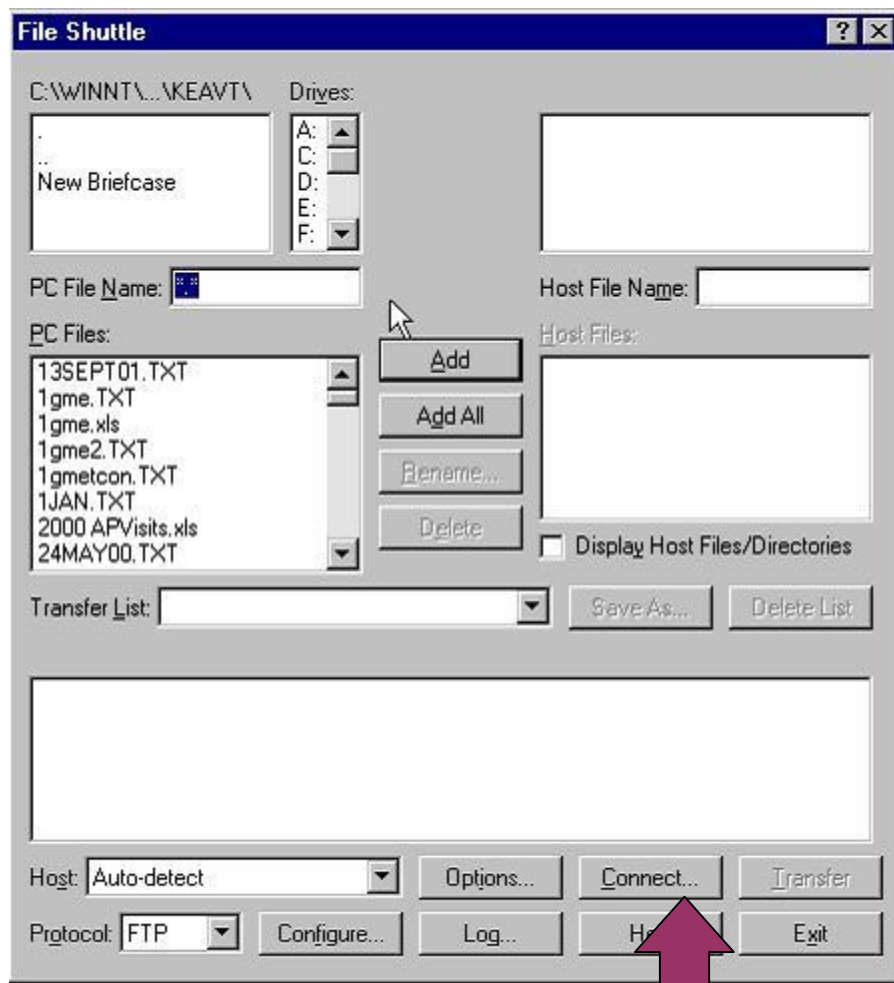 File Shuttle
C:\WINNT\...\KEAVT\
Drives:
.
..
New Briefcase
A:
C:
D:
E:
F:
PC File Name: *.*
Host File Name:
PC Files:
Host Files:
13SEPT01.TXT
1gme.TXT
1gme.xls
1gme2.TXT
1gmetcon.TXT
1JAN.TXT
2000 APVisits.xls
24MAY00.TXT
Add
Add All
Rename...
Delete
Display Host Files/Directories
Transfer List:
Save As...
Delete List
Host: Auto-detect
Options...
Connect...
Transfer
Protocol: FTP
Configure...
Log...
Exit